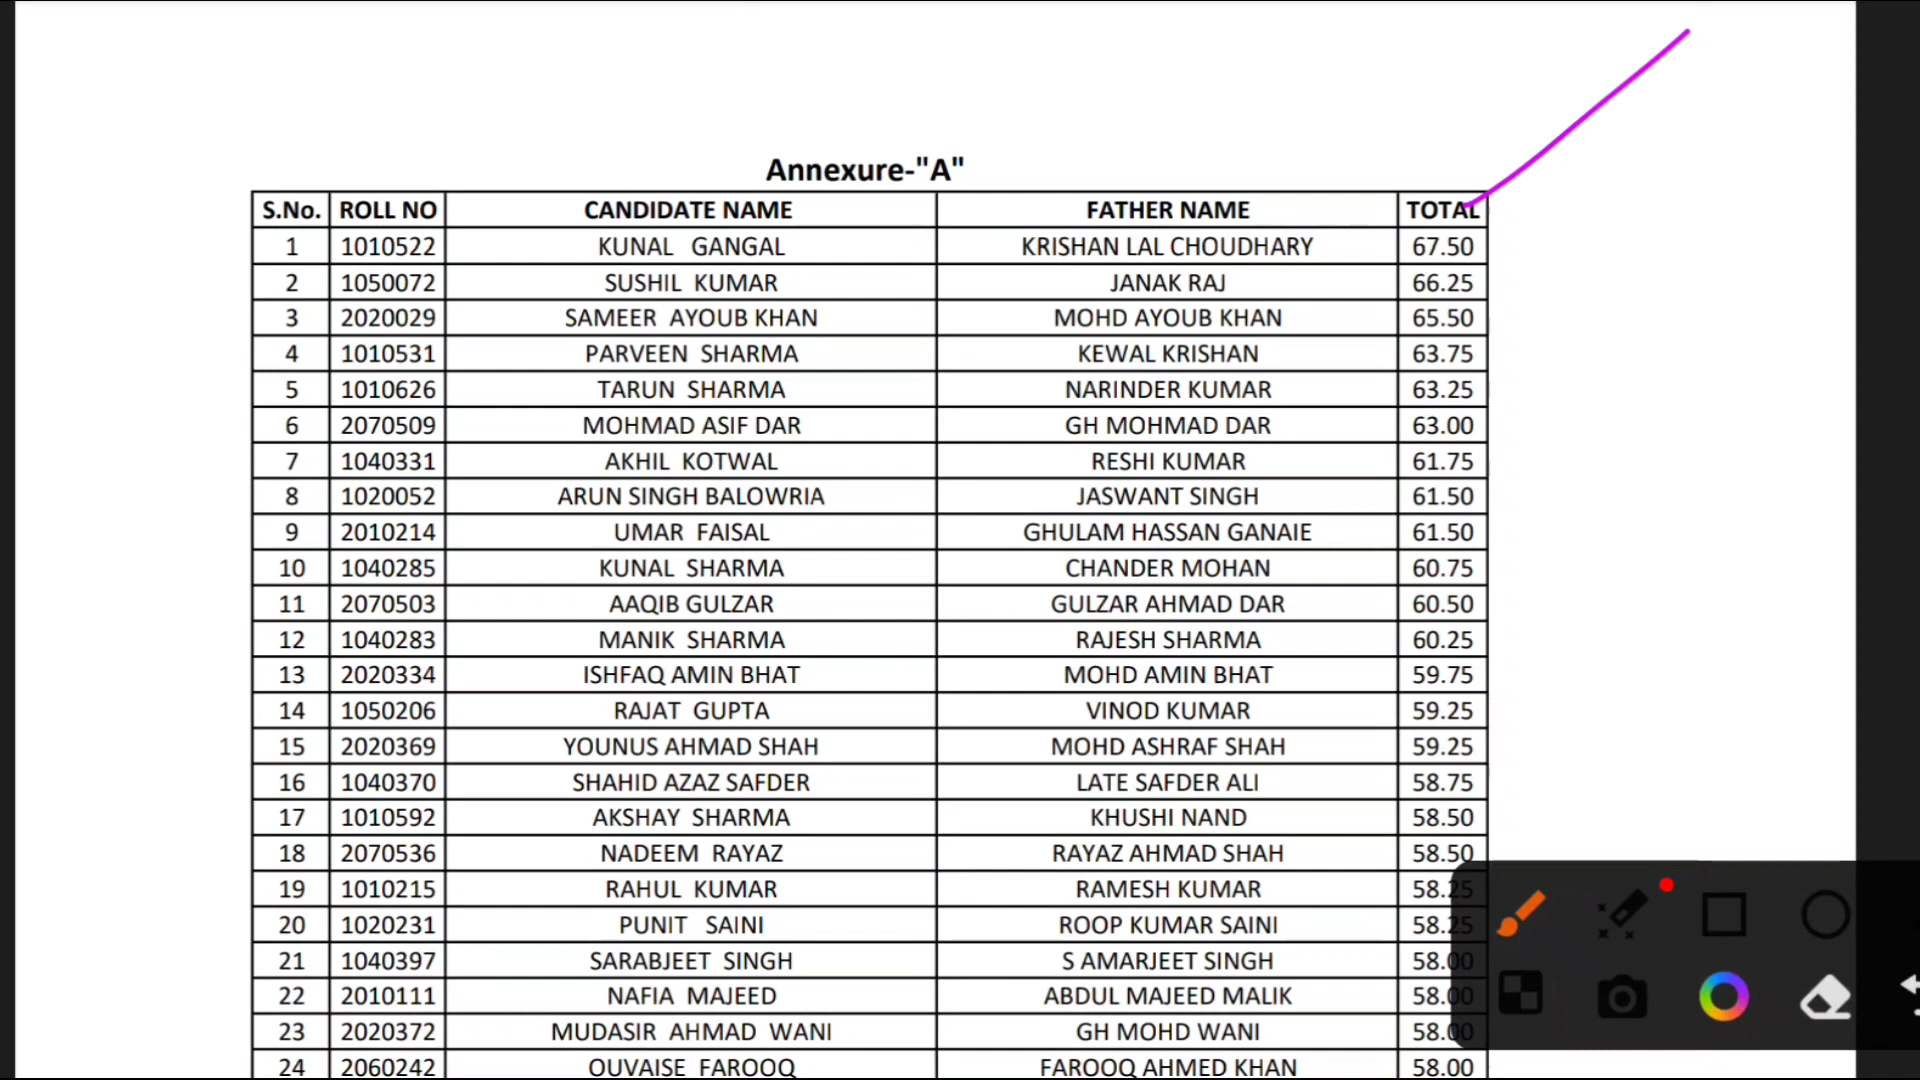 Annexure-"A"
S.No. ROLL NO CANDIDATE NAME FATHER NAME TOTAL
1 1010522 KUNAL GANGAL KRISHAN LAL CHOUDHARY 67.50
2 1050072 SUSHIL KUMAR JANAK RAJ 66.25
3 2020029 SAMEER AYOUB KHAN MOHD AYOUB KHAN 65.50
4 1010531 PARVEEN SHARMA KEWAL KRISHAN 63.75
5 1010626 TARUN SHARMA NARINDER KUMAR 63.25
6 2070509 MOHMAD ASIF DAR GH MOHMAD DAR 63.00
7 1040331 AKHIL KOTWAL RESHI KUMAR 61.75
8 1020052 ARUN SINGH BALOWRIA JASWANT SINGH 61.50
9 2010214 UMAR FAISAL GHULAM HASSAN GANAIE 61.50
10 1040285 KUNAL SHARMA CHANDER MOHAN 60.75
11 2070503 AAQIB GULZAR GULZAR AHMAD DAR 60.50
12 1040283 MANIK SHARMA RAJESH SHARMA 60.25
13 2020334 ISHFAQ AMIN BHAT MOHD AMIN BHAT 59.75
14 1050206 RAJAT GUPTA VINOD KUMAR 59.25
15 2020369 YOUNUS AHMAD SHAH MOHD ASHRAF SHAH 59.25
16 1040370 SHAHID AZAZ SAFDER LATE SAFDER ALI 58.75
17 1010592 AKSHAY SHARMA KHUSHI NAND 58.50
18 2070536 NADEEM RAYAZ RAYAZ AHMAD SHAH 58.50
19 1010215 RAHUL KUMAR RAMESH KUMAR 58.25
20 1020231 PUNIT SAINI ROOP KUMAR SAINI 58.25
21 1040397 SARABJEET SINGH S AMARJEET SINGH 58.00
22 2010111 NAFIA MAJEED ABDUL MAJEED MALIK 58.00
23 2020372 MUDASIR AHMAD WANI GH MOHD WANI 58.00
24 2060242 OUVAISE FAROOQ FAROOQ AHMED KHAN 58.00